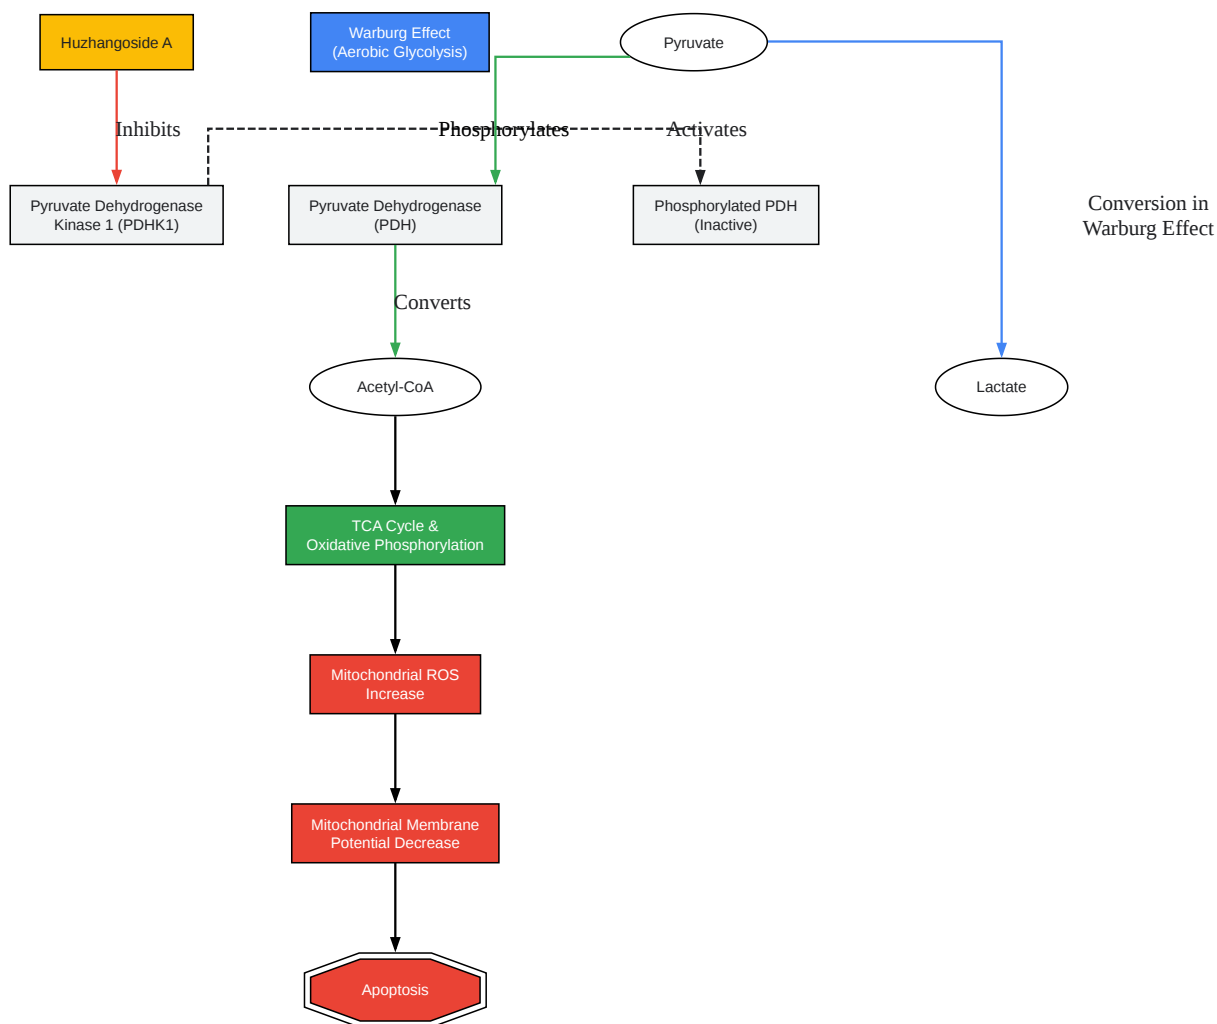 Huzhangoside A
Warburg Effect
(Aerobic Glycolysis)
Pyruvate
Inhibits
Phosphorylates
Activates
Pyruvate Dehydrogenase
Kinase 1 (PDHK1)
Pyruvate Dehydrogenase
(PDH)
Phosphorylated PDH
(Inactive)
Conversion in
Warburg Effect
Converts
Acetyl-CoA
Lactate
TCA Cycle &
Oxidative Phosphorylation
Mitochondrial ROS
Increase
Mitochondrial Membrane
Potential Decrease
Apoptosis